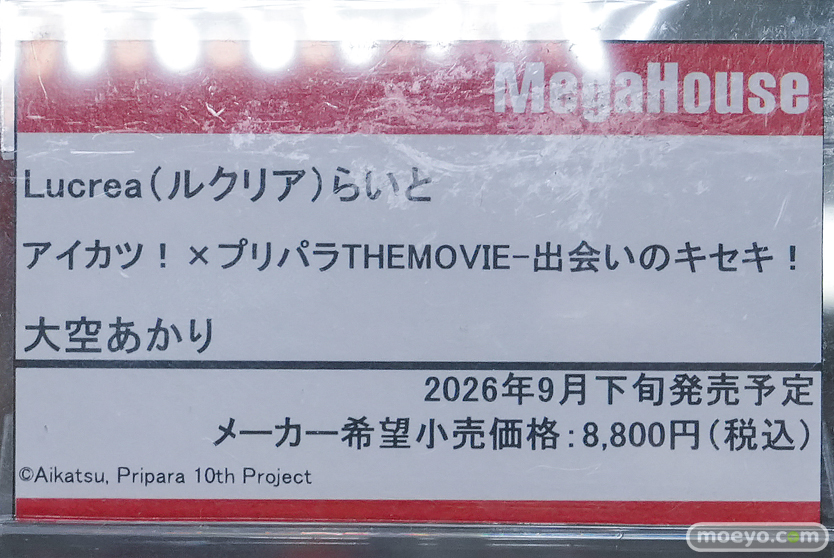 MegaHouse
Lucrea（ルクリア）らいと
アイカツ！×プリパラTHEMOVIE-出会いのキセキ！
大空あかり
2026年9月下旬発売予定
メーカー希望小売価格：8,800円（税込）
©Aikatsu, Pripara 10th Project
moeyo.com